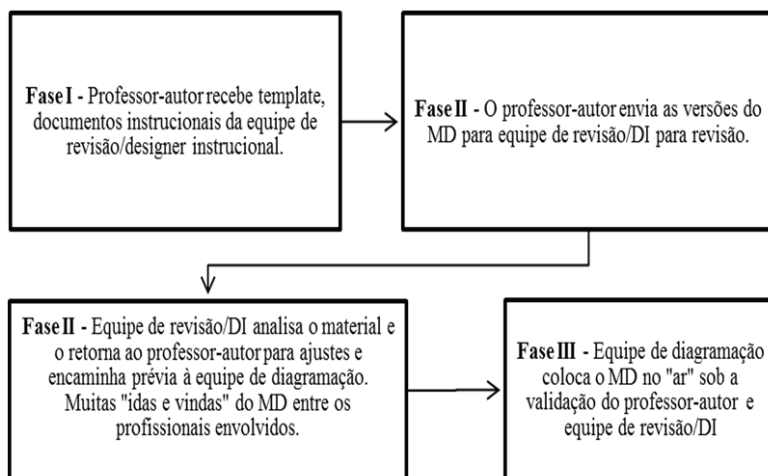 Fase I - Professor-autor recebe template,
documentos instrucionais da equipe de
revisão/designer instrucional.
Fase II - O professor-autor envia as versões do
MD para equipe de revisão/DI para revisão.
Fase II - Equipe de revisão/DI analisa o material e
o retorna ao professor-autor para ajustes e
encaminha prévia à equipe de diagramação.
Muitas "idas e vindas" do MD entre os
profissionais envolvidos.
Fase III - Equipe de diagramação
coloca o MD no "ar" sob a
validação do professor-autor e
equipe de revisão/DI